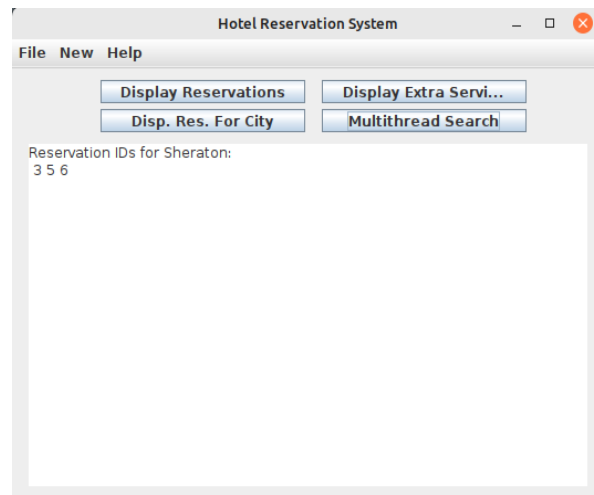 Hotel Reservation System
File New Help
Display Reservations Display Extra Servi...
Disp. Res. For City Multithread Search
Reservation IDs for Sheraton:
3 5 6